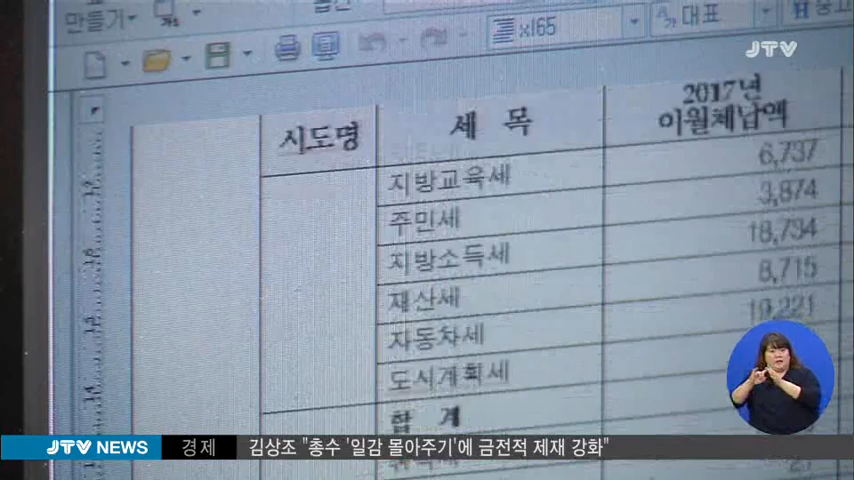 만들기
x165
대표
JTV
시도명
세 목
2017년
이월체납액
6,737
지방교육세
3,874
주민세
18,734
지방소득세
8,715
재산세
19,221
자동차세
도시계획세
합 계
JTV NEWS
경제
김상조 "총수 '일감 몰아주기'에 금전적 제재 강화"